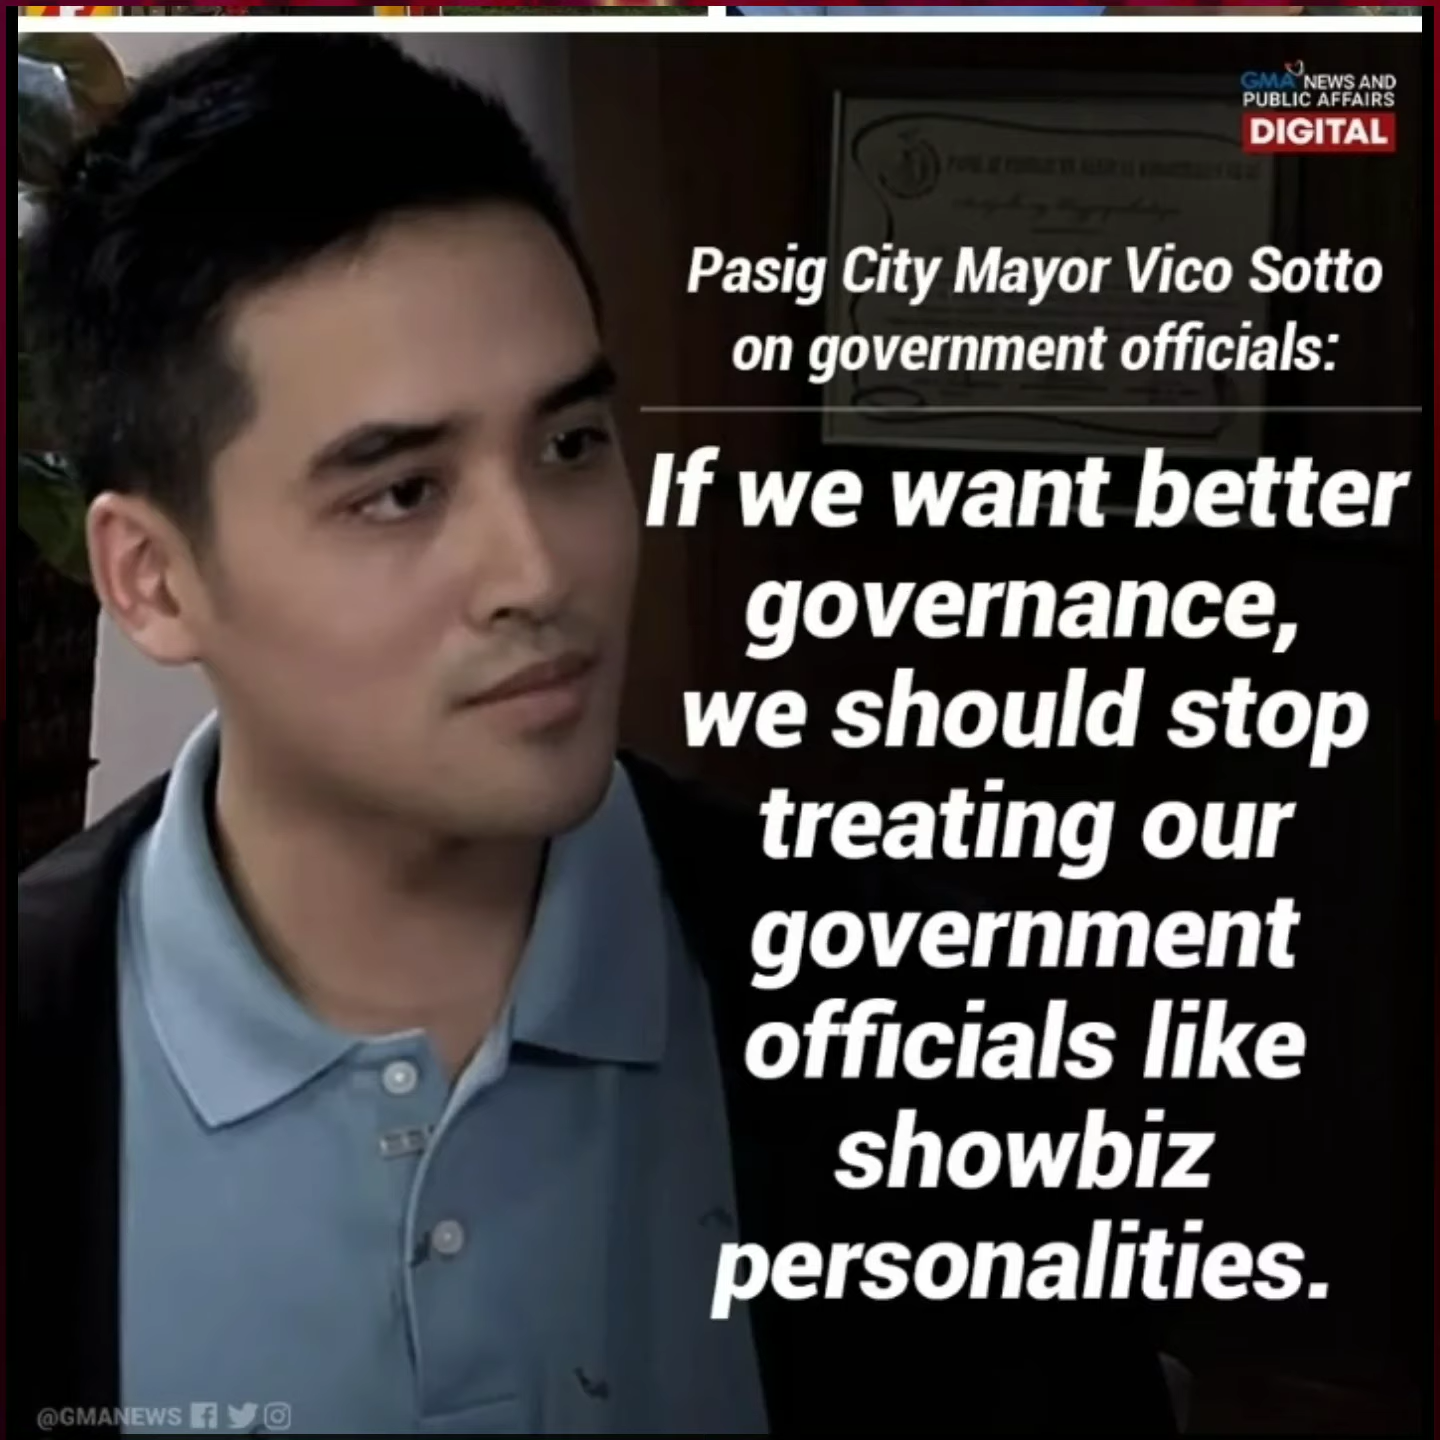 GMA NEWS AND
PUBLIC AFFAIRS
DIGITAL
Pasig City Mayor Vico Sotto
on government officials:
If we want better
governance,
we should stop
treating our
government
officials like
showbiz
personalities.
@GMANEWS